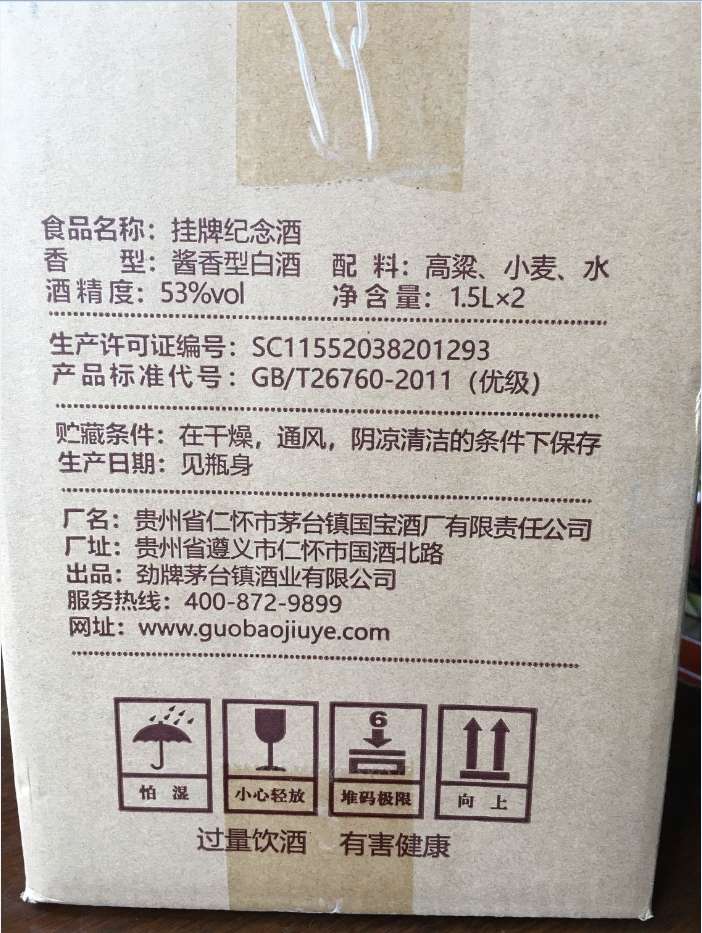 食品名称：挂牌纪念酒
香　型：酱香型白酒 配 料：高粱、小麦、水
酒精度：53%vol 净含量：1.5L×2
生产许可证编号：SC11552038201293
产品标准代号：GB/T26760-2011（优级）
贮藏条件：在干燥，通风，阴凉清洁的条件下保存
生产日期：见瓶身
厂名：贵州省仁怀市茅台镇国宝酒厂有限责任公司
厂址：贵州省遵义市仁怀市国酒北路
出品：劲牌茅台镇酒业有限公司
服务热线：400-872-9899
网址：www.guobaojiuye.com
6
怕 湿 小心轻放 堆码极限 向 上
过量饮酒 有害健康